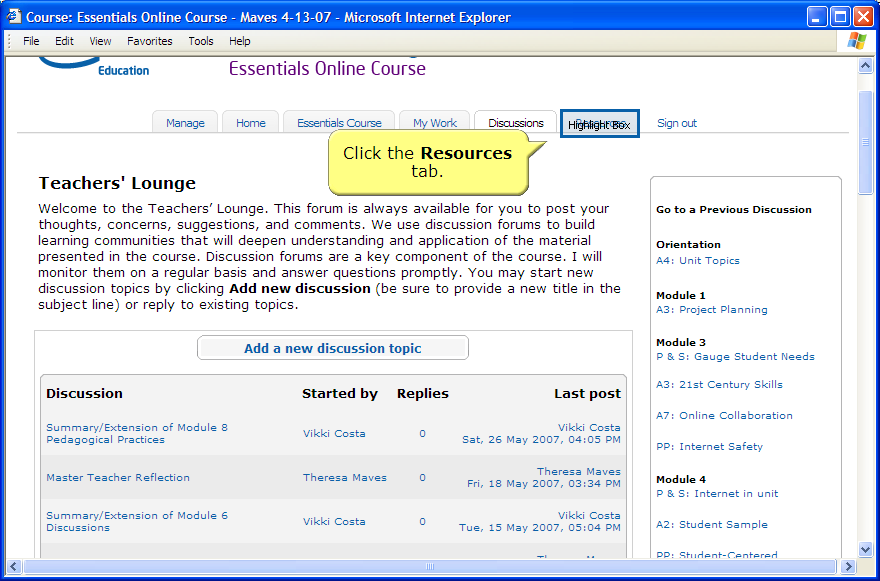 Course: Essentials Online Course - Maves 4-13-07 - Microsoft Internet Explorer
File Edit View Favorites Tools Help
Education
Essentials Online Course
Manage Home Essentials Course My Work Discussions Highlight Box Sign out
Click the Resources
tab.
Teachers' Lounge
Welcome to the Teachers’ Lounge. This forum is always available for you to post your
thoughts, concerns, suggestions, and comments. We use discussion forums to build
learning communities that will deepen understanding and application of the material
presented in the course. Discussion forums are a key component of the course. I will
monitor them on a regular basis and answer questions promptly. You may start new
discussion topics by clicking Add new discussion (be sure to provide a new title in the
subject line) or reply to existing topics.
Add a new discussion topic
Discussion Started by Replies Last post
Summary/Extension of Module 8
Pedagogical Practices
Vikki Costa
0
Vikki Costa
Sat, 26 May 2007, 04:05 PM
Master Teacher Reflection
Theresa Maves
0
Theresa Maves
Fri, 18 May 2007, 03:34 PM
Summary/Extension of Module 6
Discussions
Vikki Costa
0
Vikki Costa
Tue, 15 May 2007, 05:04 PM
Go to a Previous Discussion
Orientation
A4: Unit Topics
Module 1
A3: Project Planning
Module 3
P & S: Gauge Student Needs
A3: 21st Century Skills
A7: Online Collaboration
PP: Internet Safety
Module 4
P & S: Internet in unit
A2: Student Sample
PP: Student-Centered